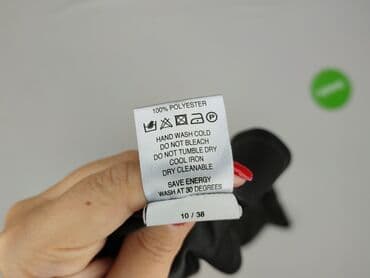 100% POLYESTER
HAND WASH COLD
DO NOT BLEACH
DO NOT TUMBLE DRY
COOL IRON
DRY CLEANABLE
SAVE ENERGY
WASH AT 30 DEGREES
10 / 38